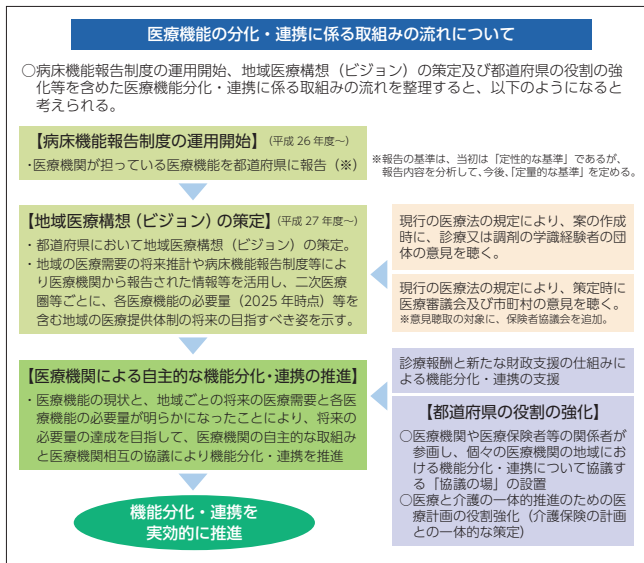 医療機能の分化・連携に係る取組みの流れについて
○病床機能報告制度の運用開始、地域医療構想（ビジョン）の策定及び都道府県の役割の強
化等を含めた医療機能分化・連携に係る取組みの流れを整理すると、以下のようになると
考えられる。
【病床機能報告制度の運用開始】（平成 26 年度～）
・医療機関が担っている医療機能を都道府県に報告（※）
※報告の基準は、当初は「定性的な基準」であるが、
報告内容を分析して、今後、「定量的な基準」を定める。
【地域医療構想（ビジョン）の策定】（平成 27 年度～）
・都道府県において地域医療構想（ビジョン）の策定。
・地域の医療需要の将来推計や病床機能報告制度等によ
り医療機関から報告された情報等を活用し、二次医療
圏等ごとに、各医療機能の必要量（2025 年時点）等を
含む地域の医療提供体制の将来の目指すべき姿を示す。
現行の医療法の規定により、案の作成
時に、診療又は調剤の学識経験者の団
体の意見を聴く。
現行の医療法の規定により、策定時に
医療審議会及び市町村の意見を聴く。
※意見聴取の対象に、保険者協議会を追加。
【医療機関による自主的な機能分化・連携の推進】
・医療機能の現状と、地域ごとの将来の医療需要と各医
療機能の必要量が明らかになったことにより、将来の
必要量の達成を目指して、医療機関の自主的な取組み
と医療機関相互の協議により機能分化・連携を推進
診療報酬と新たな財政支援の仕組みに
よる機能分化・連携の支援
【都道府県の役割の強化】
○医療機関や医療保険者等の関係者が
参画し、個々の医療機関の地域にお
ける機能分化・連携について協議す
る「協議の場」の設置
○医療と介護の一体的推進のための医
療計画の役割強化（介護保険の計画
との一体的な策定）
機能分化・連携を
実効的に推進